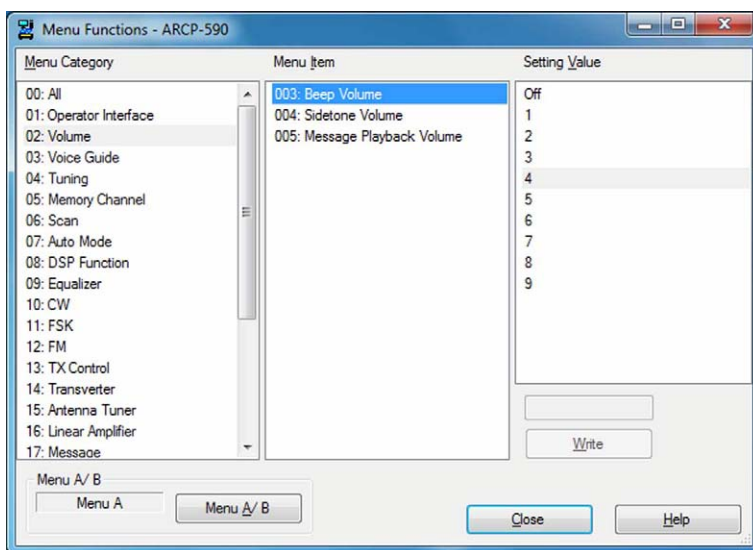 Menu Functions - ARCP-590
Menu Category
00: All
01: Operator Interface
02: Volume
03: Voice Guide
04: Tuning
05: Memory Channel
06: Scan
07: Auto Mode
08: DSP Function
09: Equalizer
10: CW
11: FSK
12: FM
13: TX Control
14: Transverter
15: Antenna Tuner
16: Linear Amplifier
17: Message
Menu Item
003: Beep Volume
004: Sidetone Volume
005: Message Playback Volume
Setting Value
Off
1
2
3
4
5
6
7
8
9
Write
Menu A/ B
Menu A
Menu A/ B
Close
Help